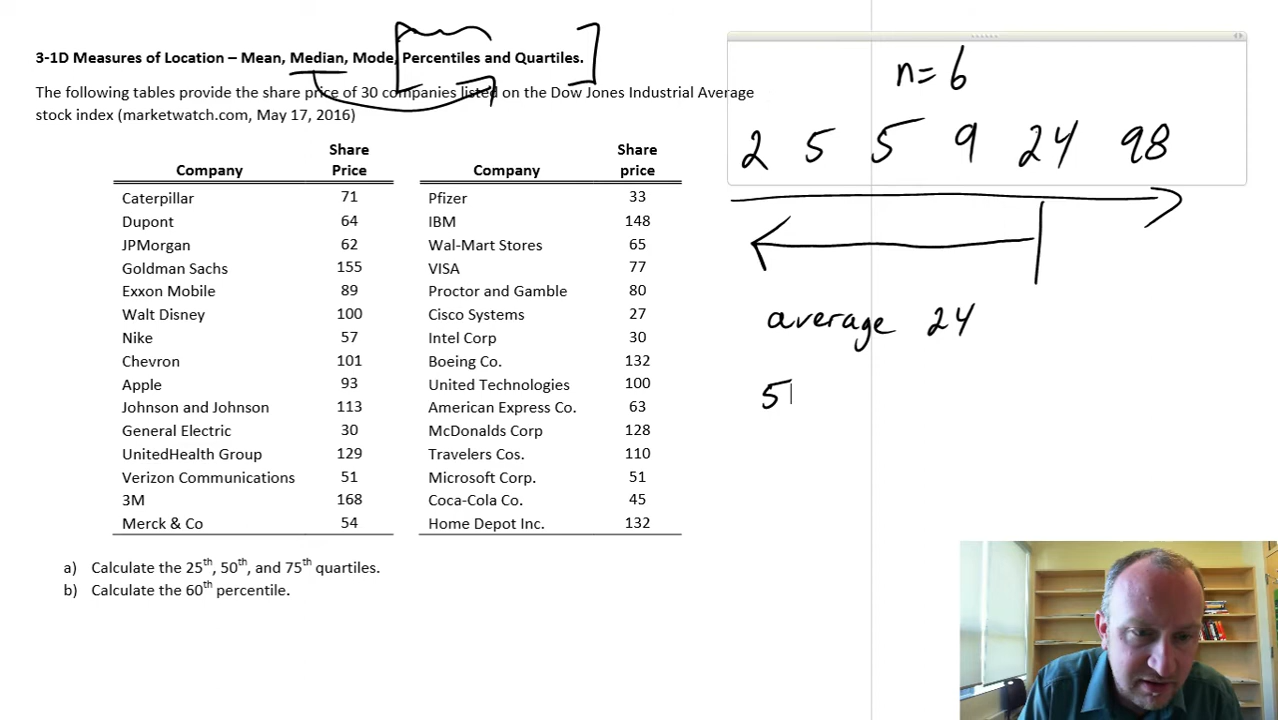 3-1D Measures of Location – Mean, Median, Mode, Percentiles and Quartiles.
The following tables provide the share price of 30 companies listed on the Dow Jones Industrial Average
stock index (marketwatch.com, May 17, 2016)
Company Share Price
Caterpillar 71
Dupont 64
JPMorgan 62
Goldman Sachs 155
Exxon Mobile 89
Walt Disney 100
Nike 57
Chevron 101
Apple 93
Johnson and Johnson 113
General Electric 30
UnitedHealth Group 129
Verizon Communications 51
3M 168
Merck & Co 54
Company Share price
Pfizer 33
IBM 148
Wal-Mart Stores 65
VISA 77
Proctor and Gamble 80
Cisco Systems 27
Intel Corp 30
Boeing Co. 132
United Technologies 100
American Express Co. 63
McDonalds Corp 128
Travelers Cos. 110
Microsoft Corp. 51
Coca-Cola Co. 45
Home Depot Inc. 132
a) Calculate the 25th, 50th, and 75th quartiles.
b) Calculate the 60th percentile.
n=6
2 5 5 9 24 98
average 24
5